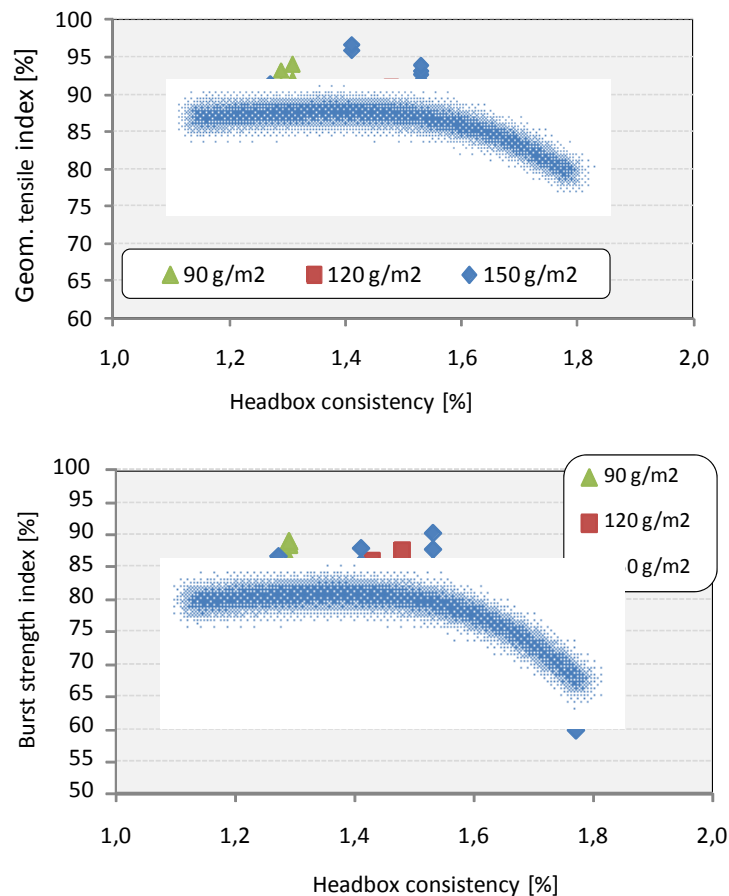 Geom. tensile index [%]
100
95
90
85
80
75
70
65
60
90 g/m2 120 g/m2 150 g/m2
1,0 1,2 1,4 1,6 1,8 2,0
Headbox consistency [%]
Burst strength index [%]
100
95
90
85
80
75
70
65
60
55
50
90 g/m2
120 g/m2
0 g/m2
1,0 1,2 1,4 1,6 1,8 2,0
Headbox consistency [%]